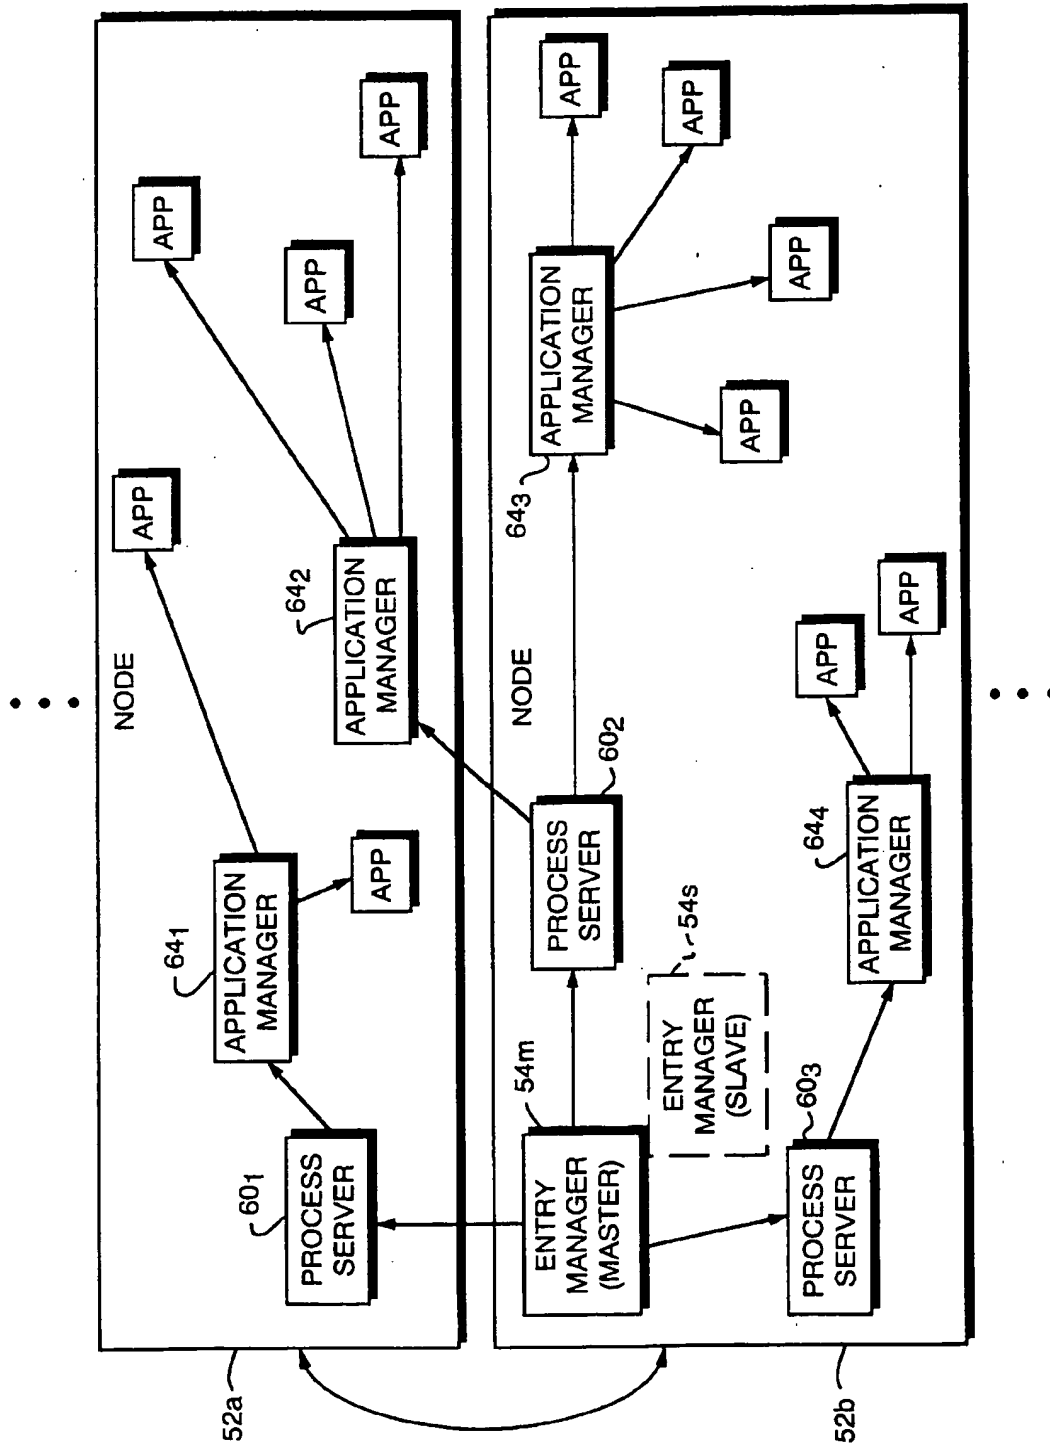 52a
NODE
601
PROCESS
SERVER
641
APPLICATION
MANAGER
APP
APP
642
APPLICATION
MANAGER
APP
APP
APP
52b
NODE
ENTRY
MANAGER
(MASTER)
54m
ENTRY
MANAGER
(SLAVE)
54s
PROCESS
SERVER
602
643
APPLICATION
MANAGER
APP
APP
APP
APP
PROCESS
SERVER
603
644
APPLICATION
MANAGER
APP
APP